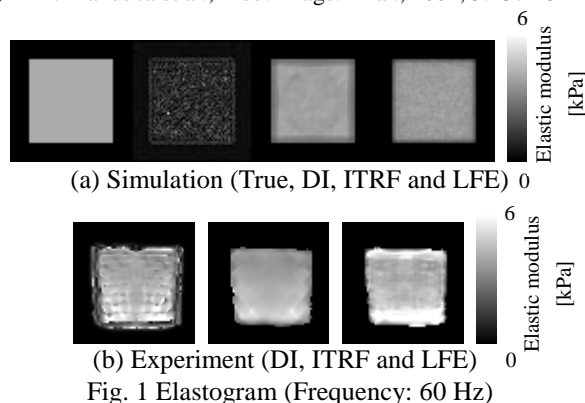 6
Elastic modulus
[kPa]
(a) Simulation (True, DI, ITRF and LFE)
0
6
Elastic modulus
[kPa]
(b) Experiment (DI, ITRF and LFE)
0
Fig. 1 Elastogram (Frequency: 60 Hz)